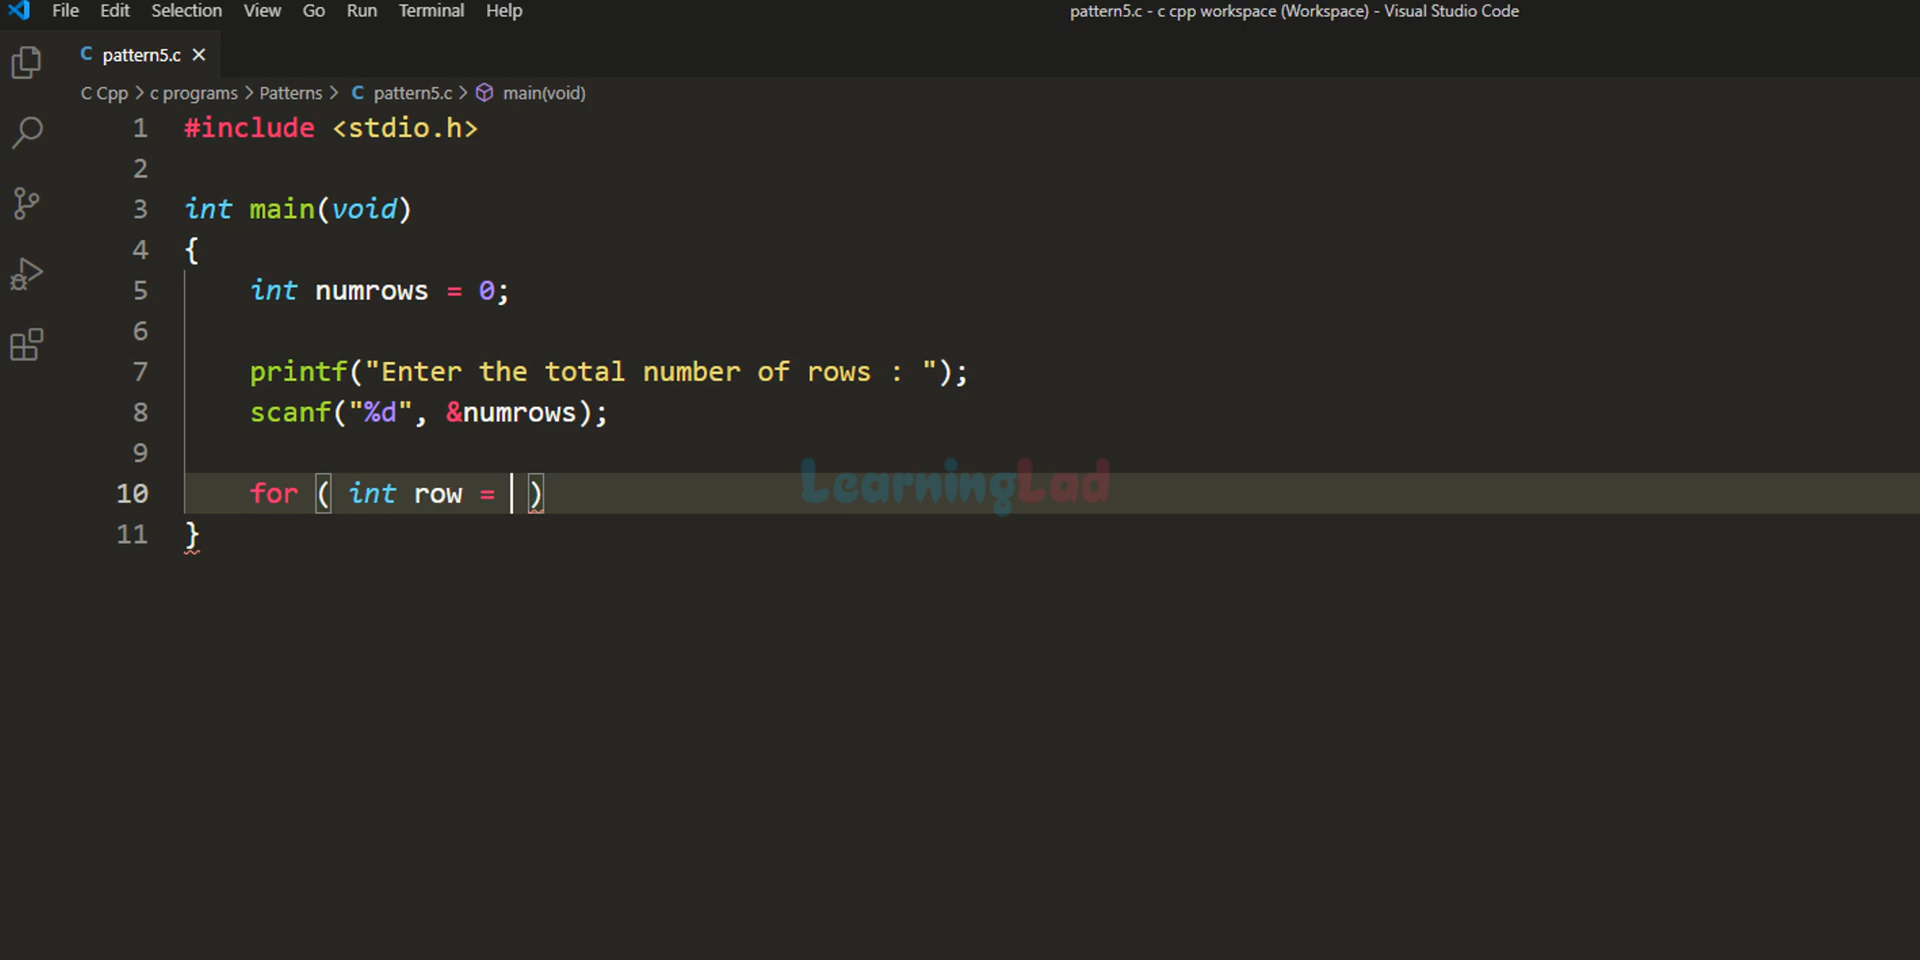 File Edit Selection View Go Run Terminal Help
pattern5.c - c cpp workspace (Workspace) - Visual Studio Code
C pattern5.c ×
C Cpp > c programs > Patterns > C pattern5.c > main(void)
1 #include <stdio.h>
2
3 int main(void)
4 {
5 int numrows = 0;
6
7 printf("Enter the total number of rows : ");
8 scanf("%d", &numrows);
9
LearningLad
10 for ( int row = )
11 }